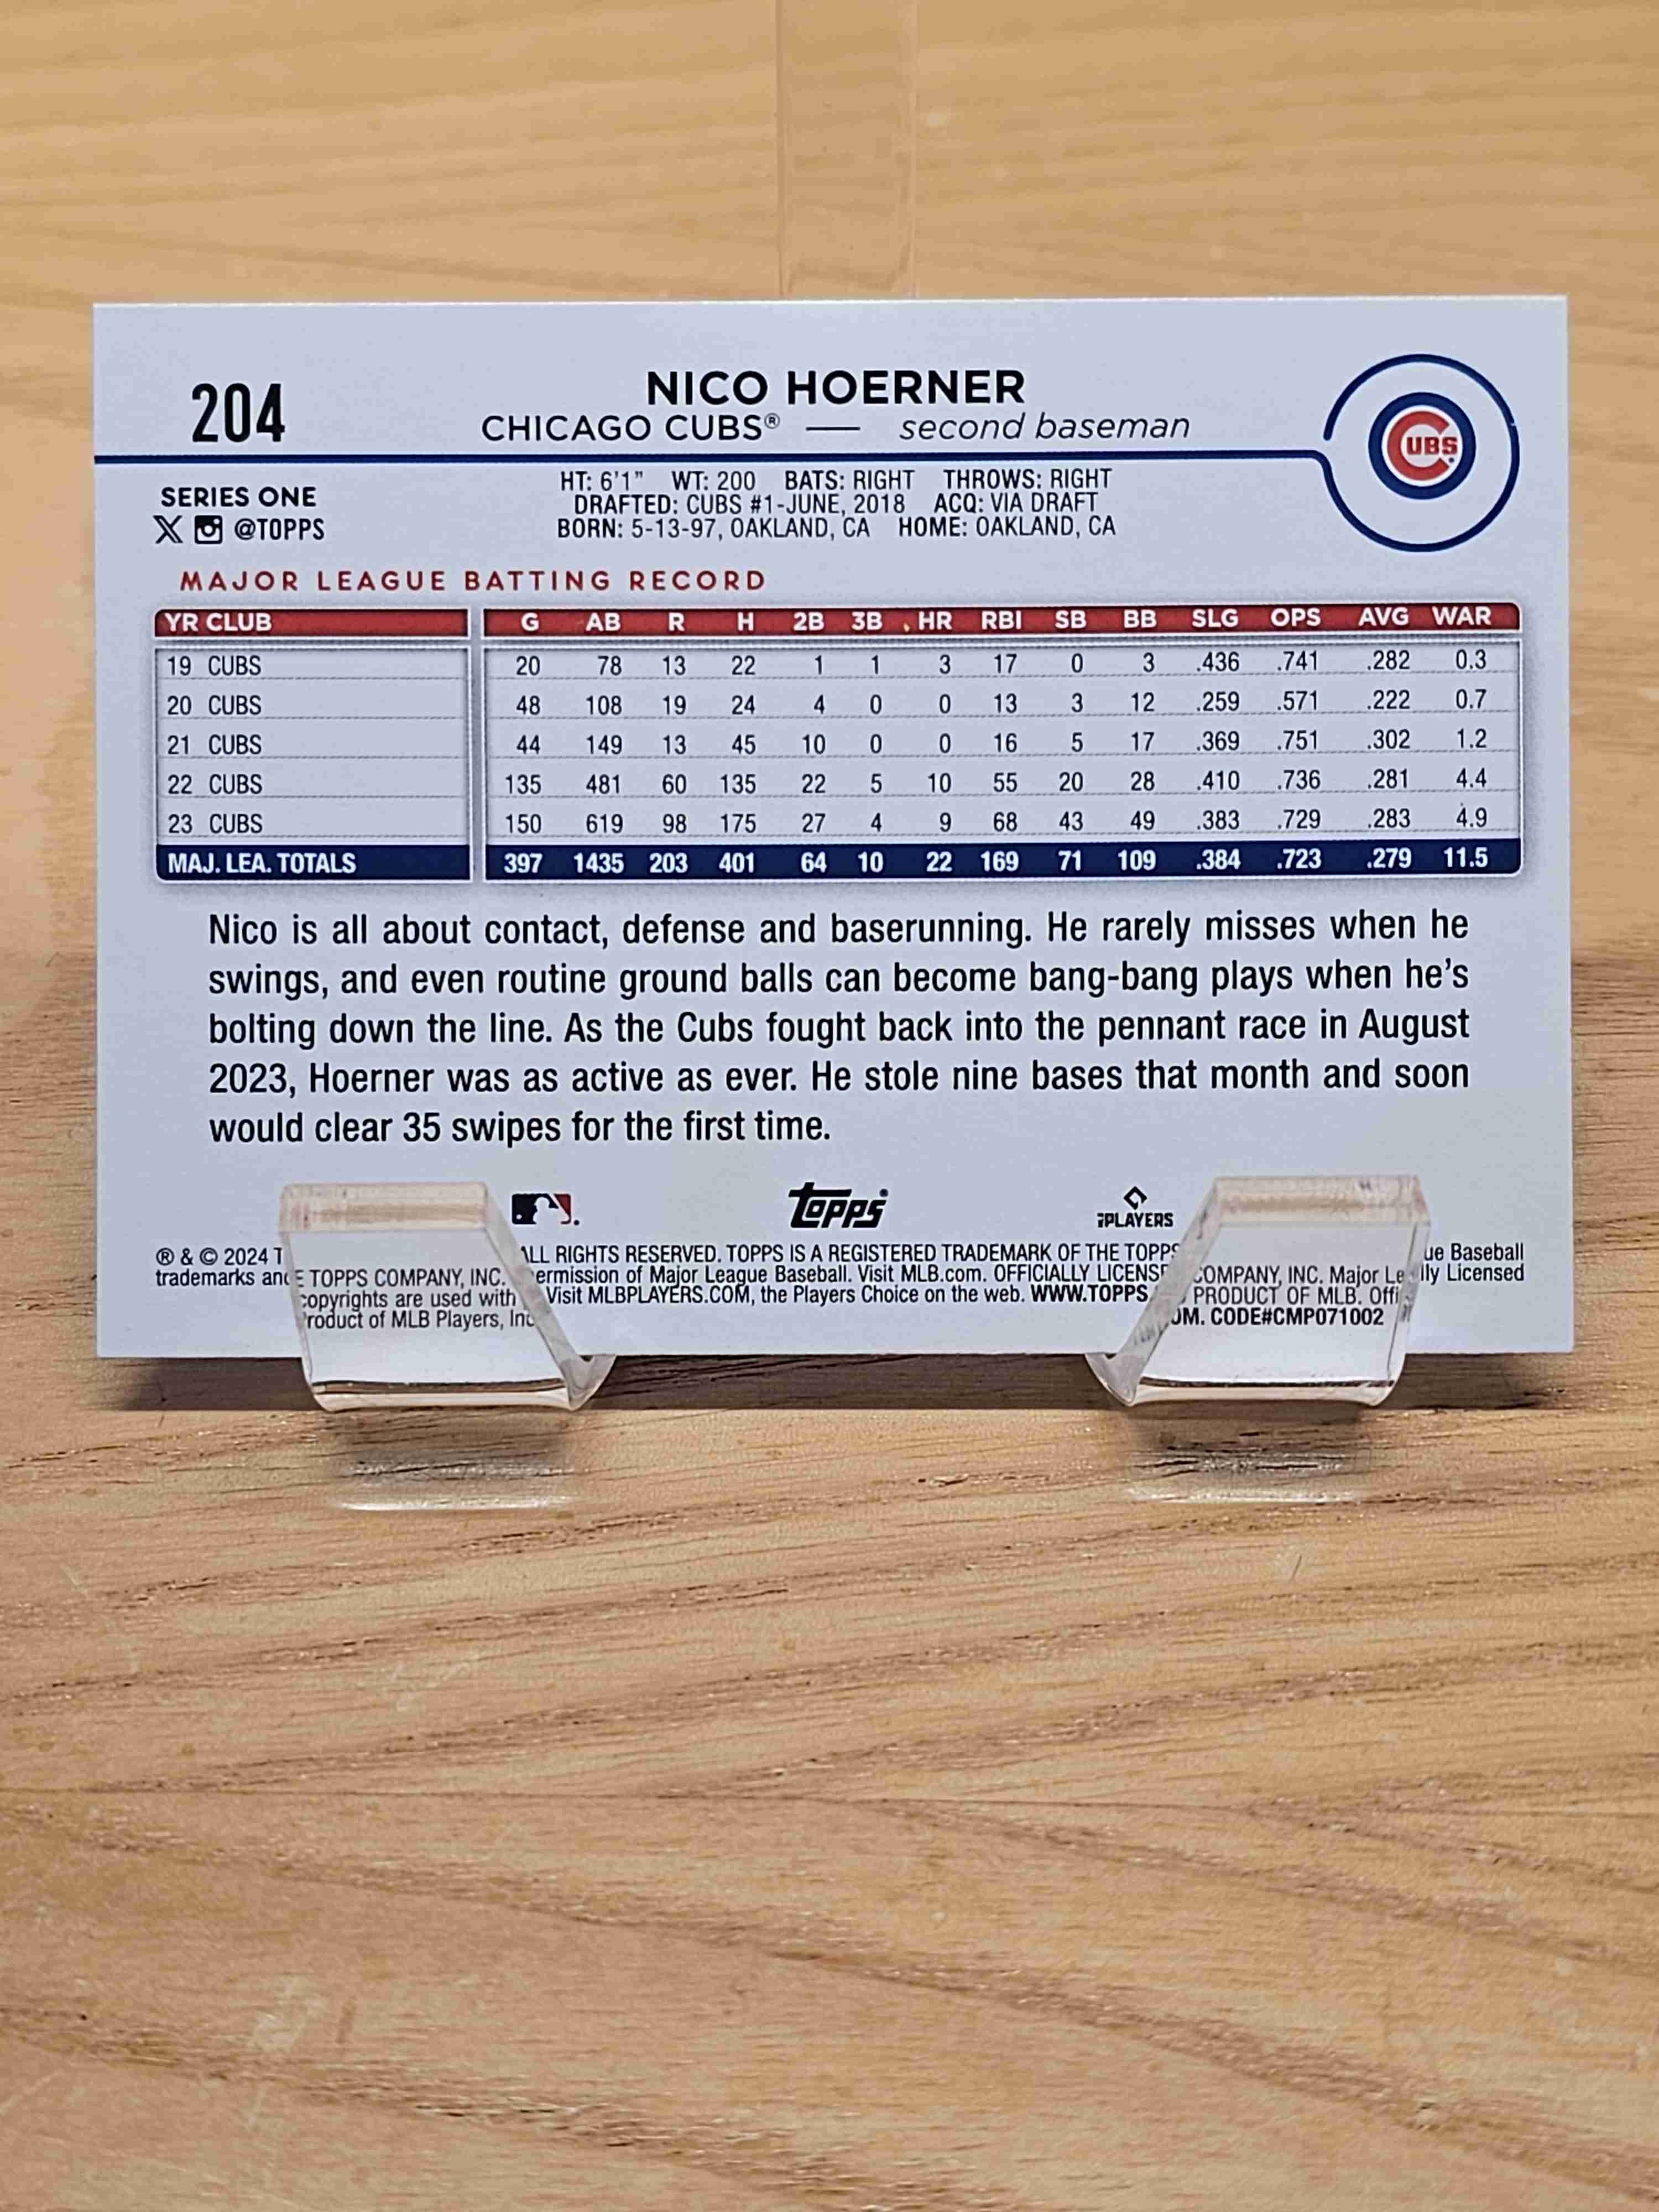 204
NICO HOERNER
CHICAGO CUBS® — second baseman
CUBS
SERIES ONE
@TOPPS
HT: 6'1" WT: 200 BATS: RIGHT THROWS: RIGHT
DRAFTED: CUBS #1-JUNE, 2018 ACQ: VIA DRAFT
BORN: 5-13-97, OAKLAND, CA HOME: OAKLAND, CA
MAJOR LEAGUE BATTING RECORD
YR CLUB G AB R H 2B 3B HR RBI SB BB SLG OPS AVG WAR
19 CUBS 20 78 13 22 1 1 3 17 0 3 .436 .741 .282 0.3
20 CUBS 48 108 19 24 4 0 0 13 3 12 .259 .571 .222 0.7
21 CUBS 44 149 13 45 10 0 0 16 5 17 .369 .751 .302 1.2
22 CUBS 135 481 60 135 22 5 10 55 20 28 .410 .736 .281 4.4
23 CUBS 150 619 98 175 27 4 9 68 43 49 .383 .729 .283 4.9
MAJ. LEA. TOTALS 397 1435 203 401 64 10 22 169 71 109 .384 .723 .279 11.5
Nico is all about contact, defense and baserunning. He rarely misses when he
swings, and even routine ground balls can become bang-bang plays when he's
bolting down the line. As the Cubs fought back into the pennant race in August
2023, Hoerner was as active as ever. He stole nine bases that month and soon
would clear 35 swipes for the first time.
topps
PLAYERS
® & © 2024 THE TOPPS COMPANY, INC. ALL RIGHTS RESERVED. TOPPS IS A REGISTERED TRADEMARK OF THE TOPPS COMPANY, INC. Major League Baseball
trademarks and copyrights are used with permission of Major League Baseball. Visit MLB.com. OFFICIALLY LICENSED PRODUCT OF MLB. Officially Licensed
Product of MLB Players, Inc. Visit MLBPLAYERS.COM, the Players Choice on the web. WWW.TOPPS.COM. CODE#CMP071002